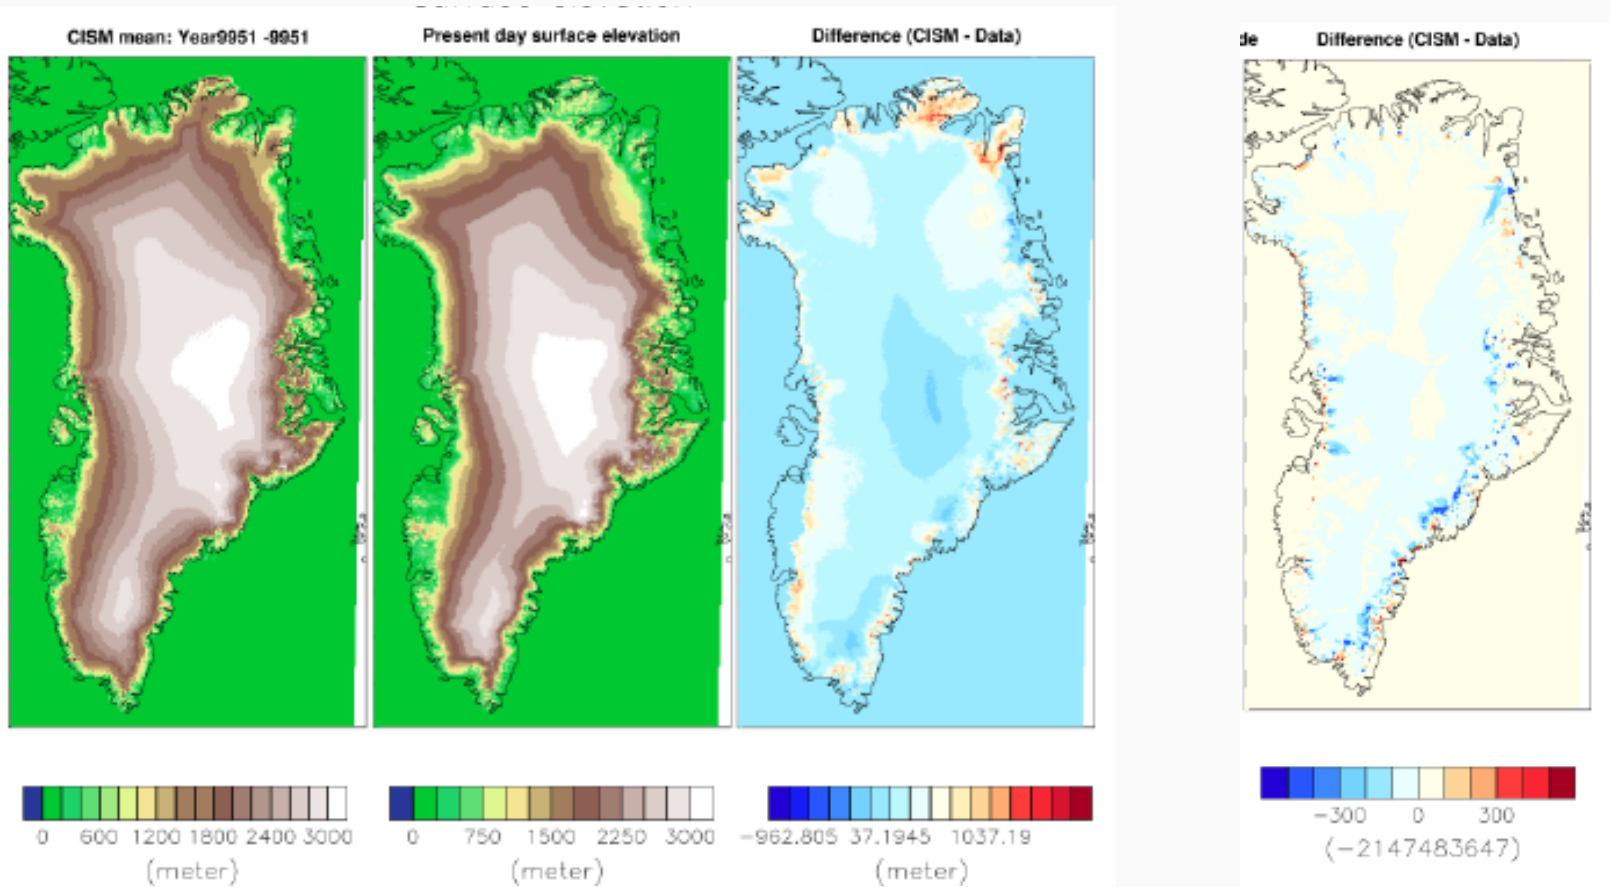 CISM mean: Year9951 -9951
Present day surface elevation
Difference (CISM - Data)
de
Difference (CISM - Data)
0 600 1200 1800 2400 3000
(meter)
0 750 1500 2250 3000
(meter)
-962.805 37.1945 1037.19
(meter)
-300 0 300
(-2147483647)